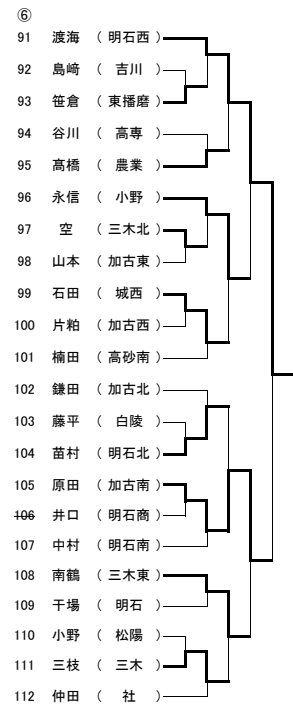 ⑥
91 渡海 ( 明石西 )
92 島﨑 ( 吉川 )
93 笹倉 ( 東播磨 )
94 谷川 ( 高専 )
95 髙橋 ( 農業 )
96 永信 ( 小野 )
97 空 ( 三木北 )
98 山本 ( 加古東 )
99 石田 ( 城西 )
100 片粕 ( 加古西 )
101 楠田 ( 高砂南 )
102 鎌田 ( 加古北 )
103 藤平 ( 白陵 )
104 苗村 ( 明石北 )
105 原田 ( 加古南 )
106 井口 ( 明石商 )
107 中村 ( 明石南 )
108 南鶴 ( 三木東 )
109 干場 ( 明石 )
110 小野 ( 松陽 )
111 三枝 ( 三木 )
112 仲田 ( 社 )